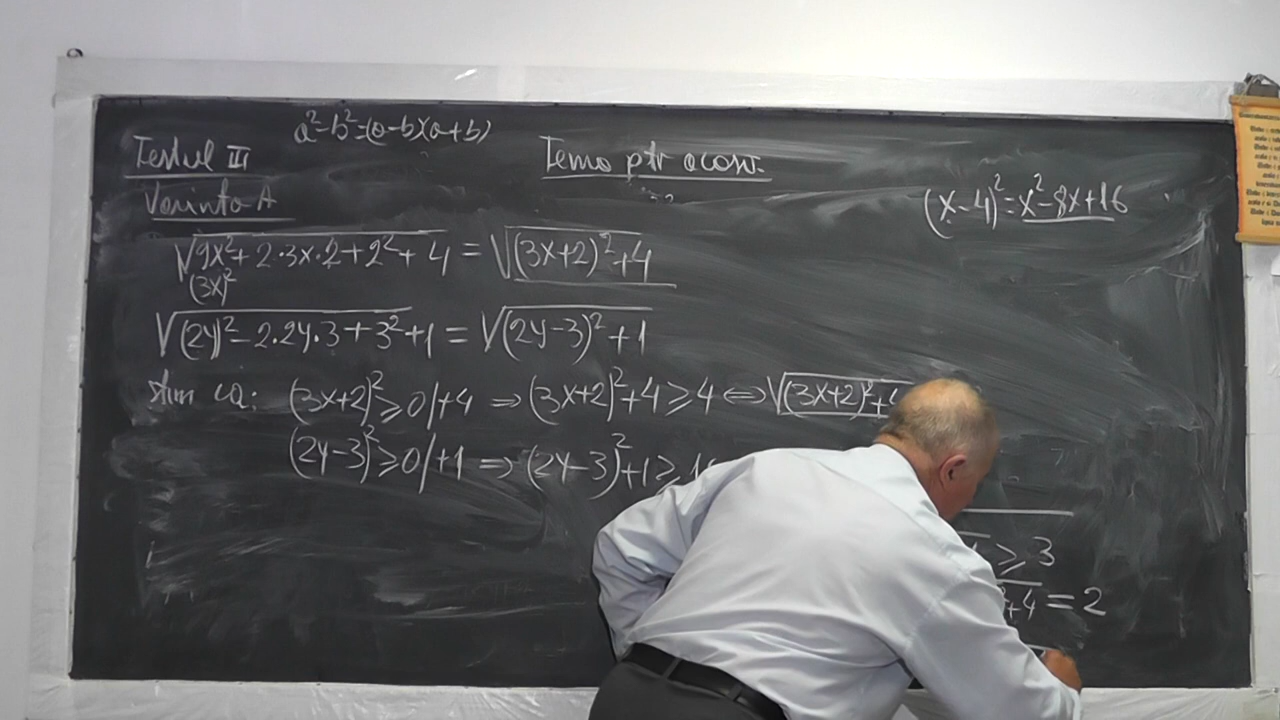 a²-b²=(a-b)(a+b)
Testul III
Tema ptr acasă.
Varianta A
(x-4)²=x²-8x+16
√(9x²+2·3x·2+2²+4) = √((3x+2)²+4)
(3x)²
√((2y)²-2·2y·3+3²+1) = √((2y-3)²+1)
știm că: (3x+2)²≥0/+4 ⇒ (3x+2)²+4≥4 ⇔ √((3x+2)²+4
(2y-3)²≥0/+1 ⇒ (2y-3)²+1≥1
≥3
+4=2